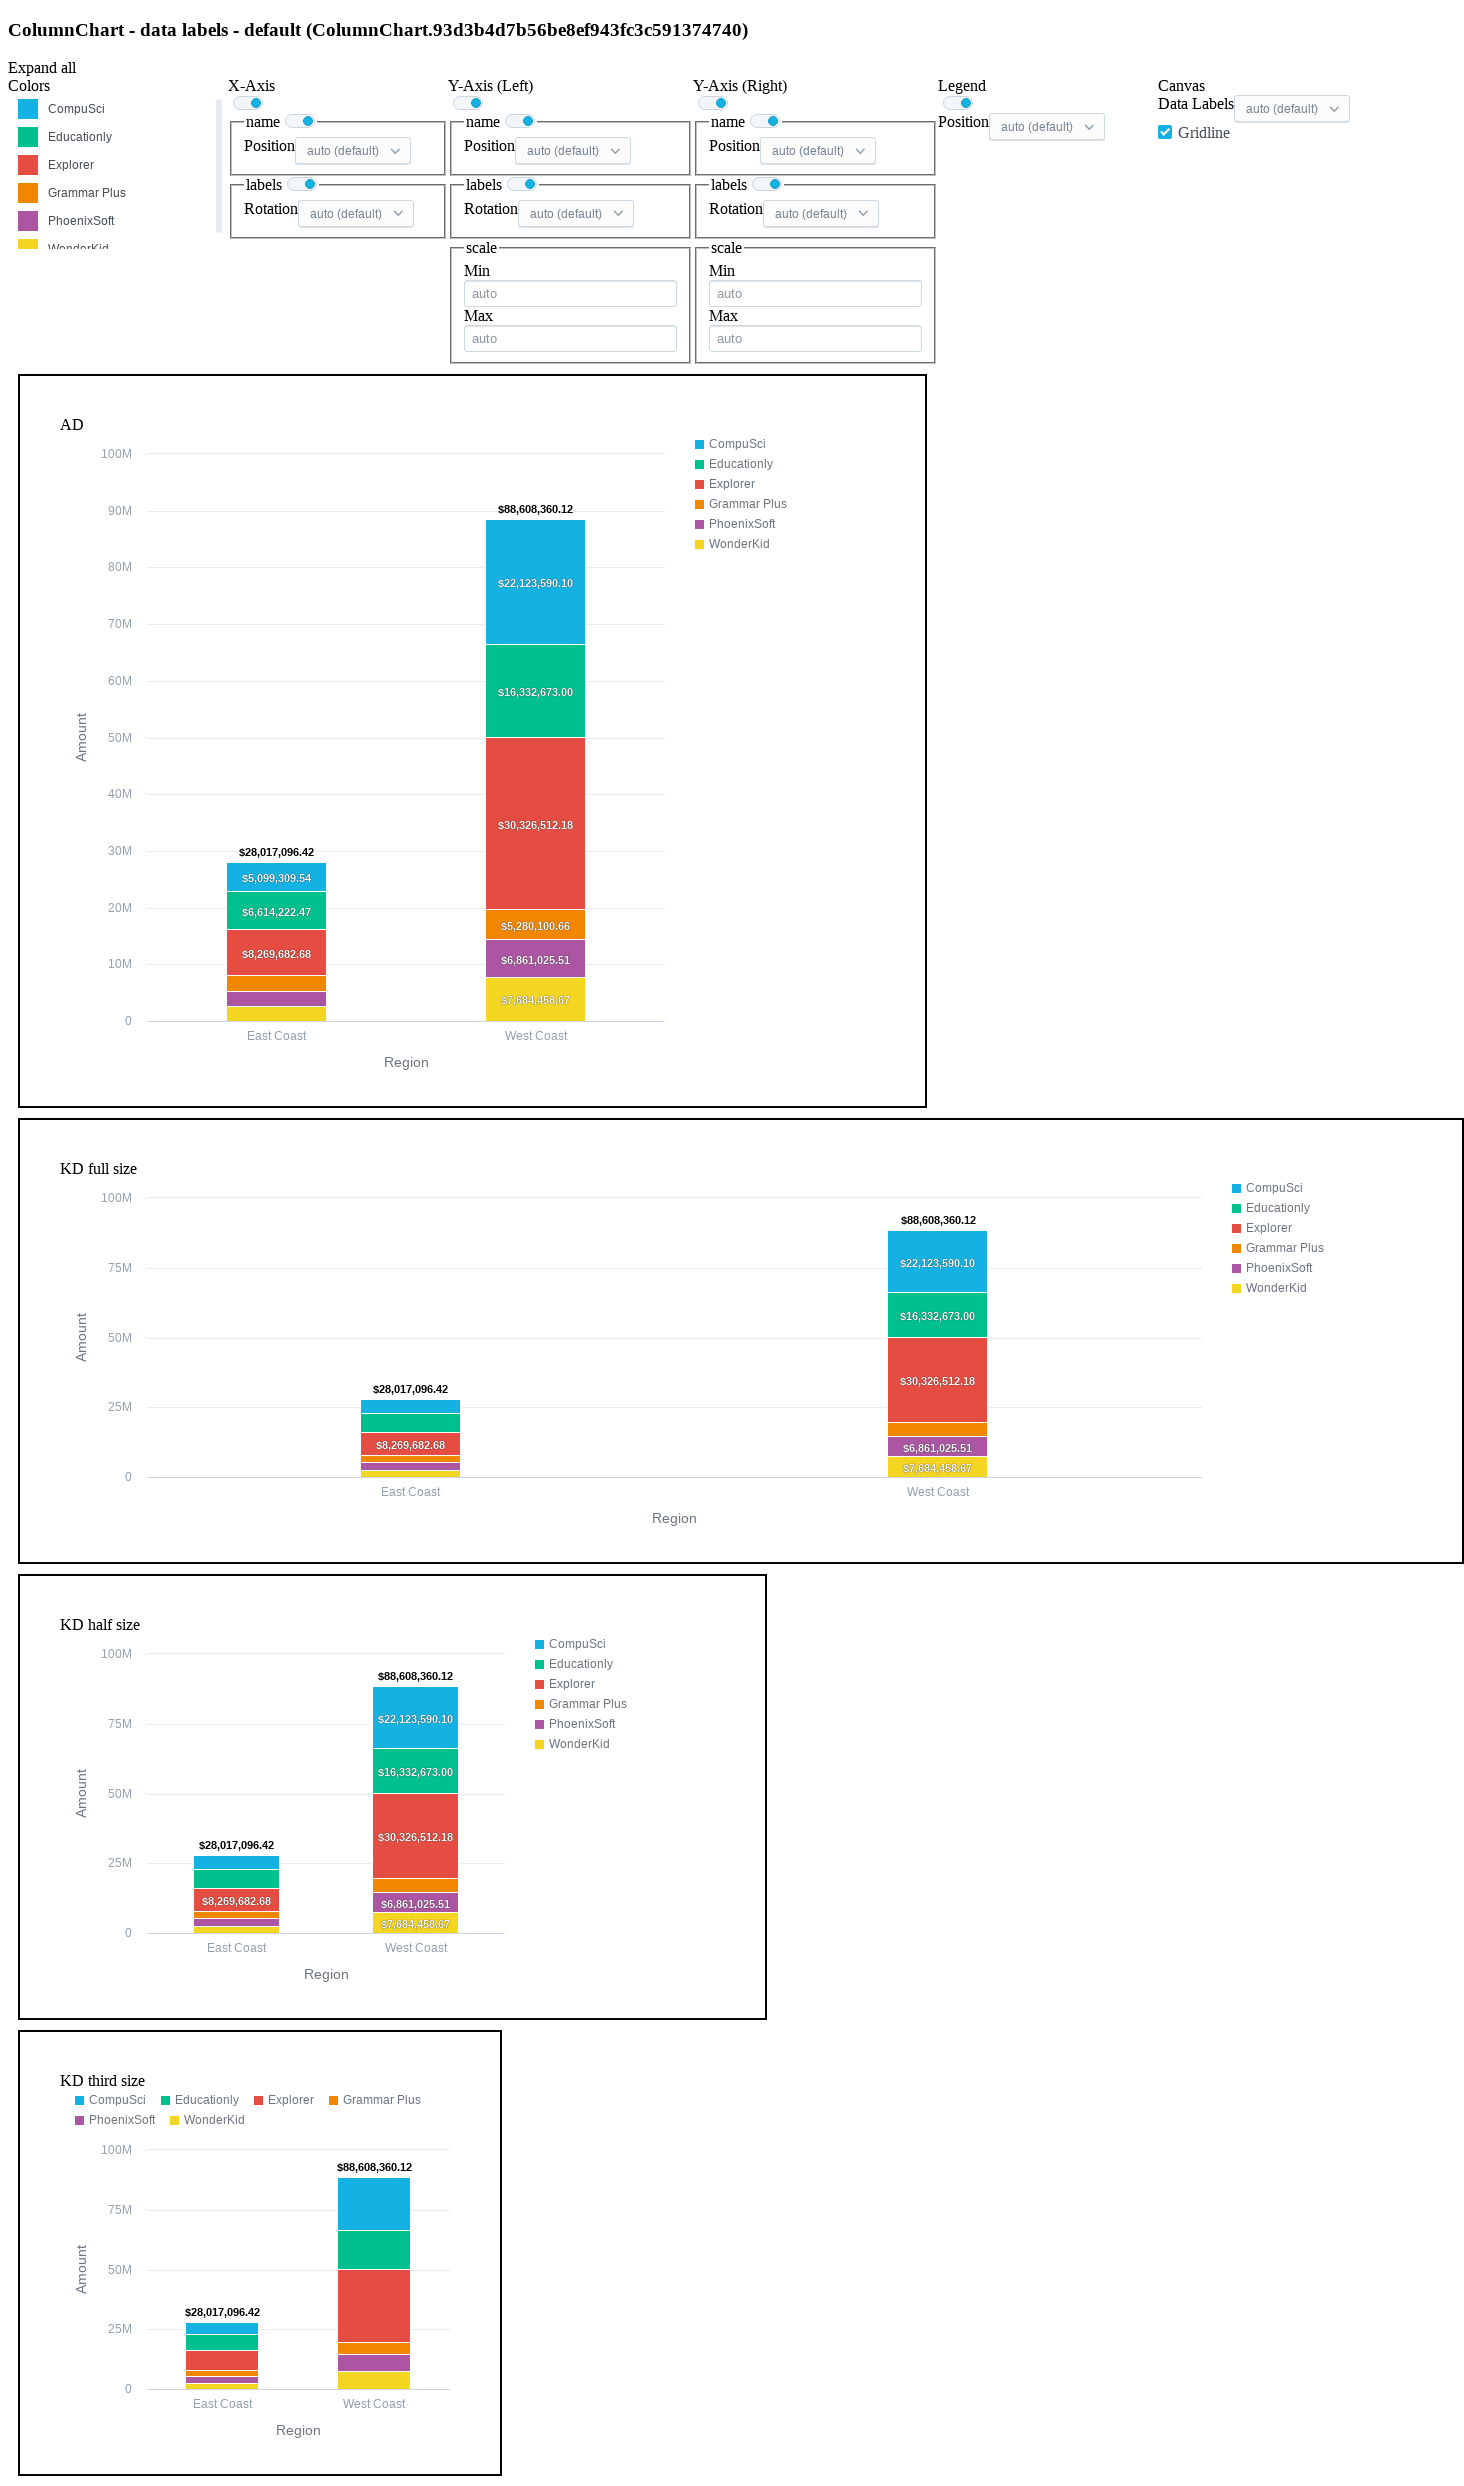 ColumnChart - data labels - default (ColumnChart.93d3b4d7b56be8ef943fc3c591374740)
Expand all
Colors
CompuSci
Educationly
Explorer
Grammar Plus
PhoenixSoft
WonderKid
X-Axis
name
Position auto (default)
labels
Rotation auto (default)
Y-Axis (Left)
name
Position auto (default)
labels
Rotation auto (default)
scale
Min
auto
Max
auto
Y-Axis (Right)
name
Position auto (default)
labels
Rotation auto (default)
scale
Min
auto
Max
auto
Legend
Position auto (default)
Canvas
Data Labels auto (default)
Gridline
AD
100M
90M
80M
70M
60M
50M
40M
30M
20M
10M
0
Amount
$28,017,096.42
$5,099,309.54
$6,614,222.47
$8,269,682.68
$88,608,360.12
$22,123,590.10
$16,332,673.00
$30,326,512.18
$5,280,100.66
$6,861,025.51
$7,684,458.67
East Coast
West Coast
Region
CompuSci
Educationly
Explorer
Grammar Plus
PhoenixSoft
WonderKid
KD full size
100M
75M
50M
25M
0
Amount
$28,017,096.42
$8,269,682.68
$88,608,360.12
$22,123,590.10
$16,332,673.00
$30,326,512.18
$6,861,025.51
$7,684,458.67
East Coast
West Coast
Region
CompuSci
Educationly
Explorer
Grammar Plus
PhoenixSoft
WonderKid
KD half size
100M
75M
50M
25M
0
Amount
$28,017,096.42
$8,269,682.68
$88,608,360.12
$22,123,590.10
$16,332,673.00
$30,326,512.18
$6,861,025.51
$7,684,458.67
East Coast
West Coast
Region
CompuSci
Educationly
Explorer
Grammar Plus
PhoenixSoft
WonderKid
KD third size
CompuSci Educationly Explorer Grammar Plus
PhoenixSoft WonderKid
100M
75M
50M
25M
0
Amount
$28,017,096.42
$88,608,360.12
East Coast
West Coast
Region